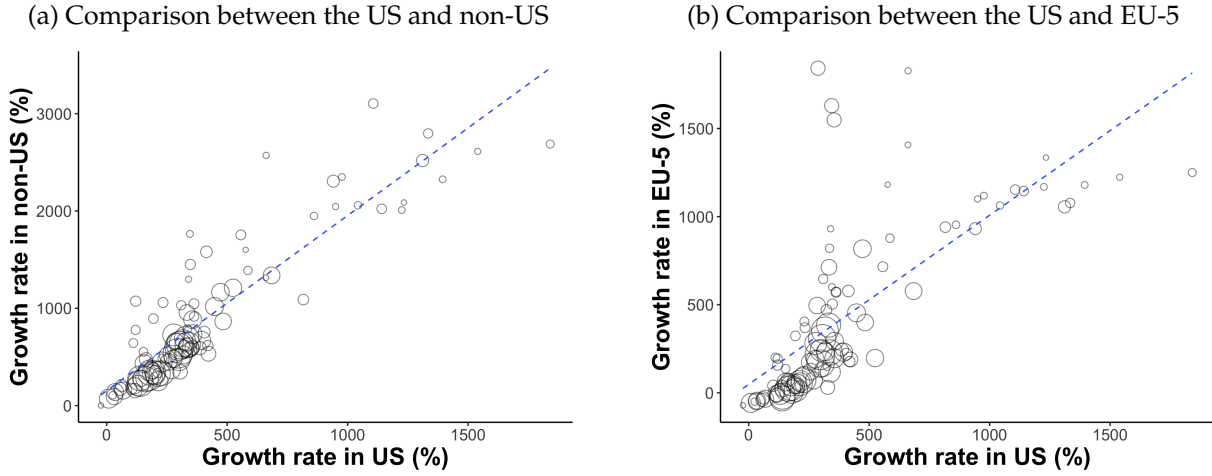 (a) Comparison between the US and non-US
Growth rate in non-US (%)
3000
2000
1000
0
0 500 1000 1500
Growth rate in US (%)
(b) Comparison between the US and EU-5
Growth rate in EU-5 (%)
1500
1000
500
0
0 500 1000 1500
Growth rate in US (%)